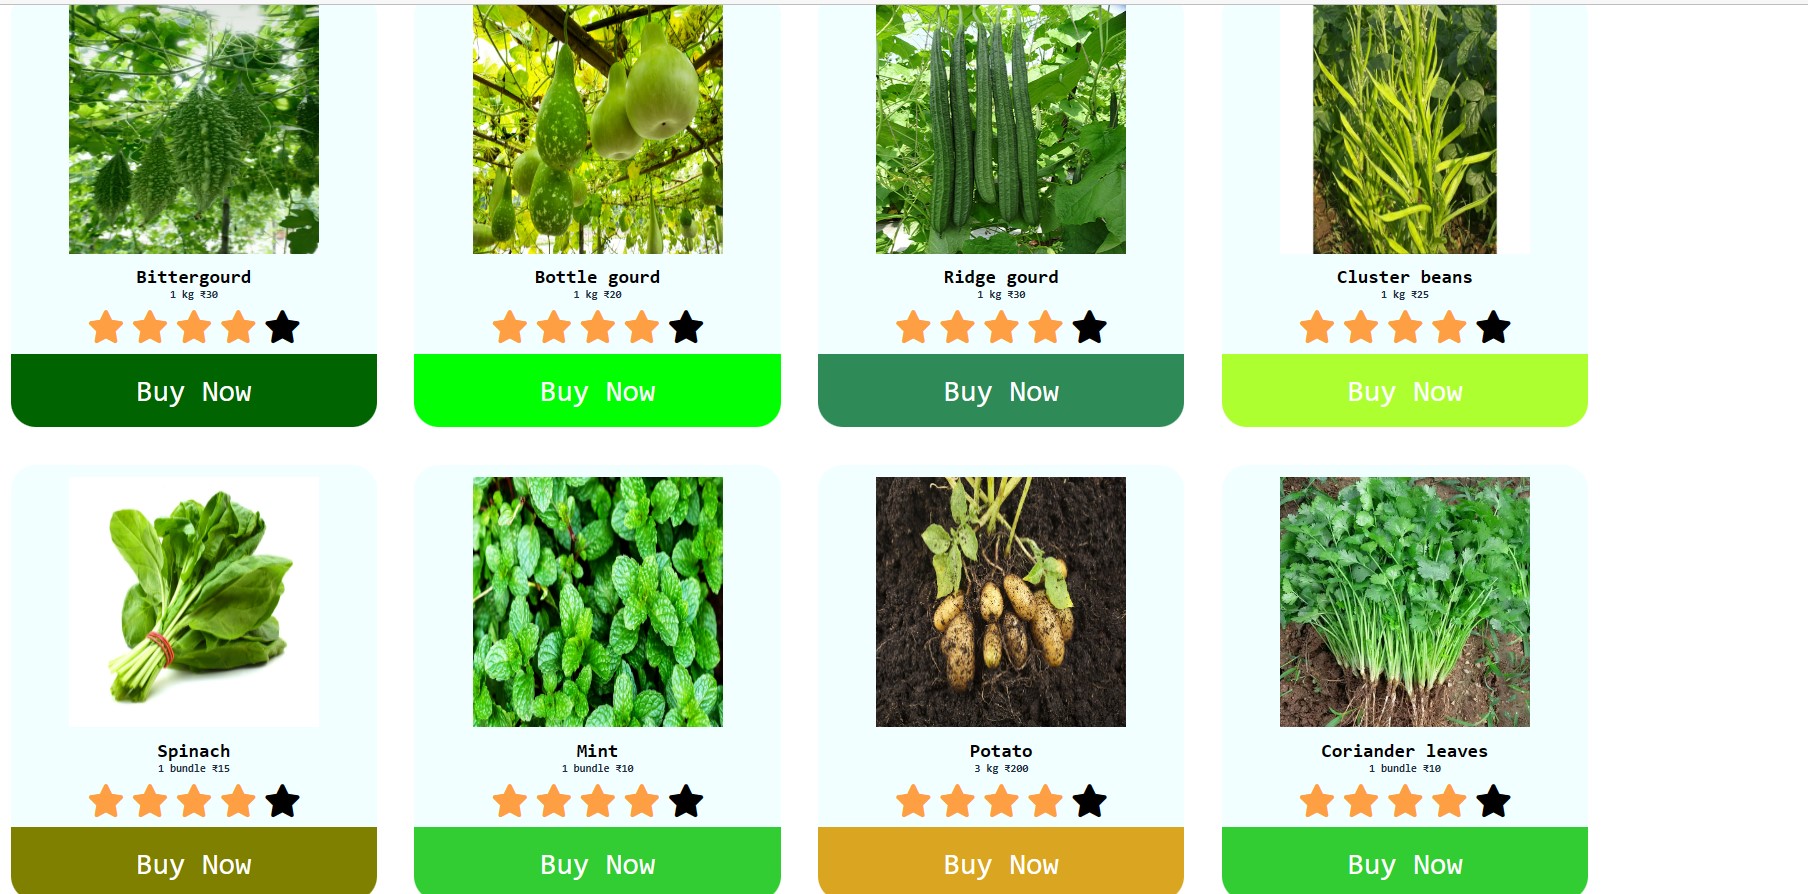 Bittergourd
1 kg ₹30
Buy Now
Bottle gourd
1 kg ₹20
Buy Now
Ridge gourd
1 kg ₹30
Buy Now
Cluster beans
1 kg ₹25
Buy Now
Spinach
1 bundle ₹15
Buy Now
Mint
1 bundle ₹10
Buy Now
Potato
3 kg ₹200
Buy Now
Coriander leaves
1 bundle ₹10
Buy Now